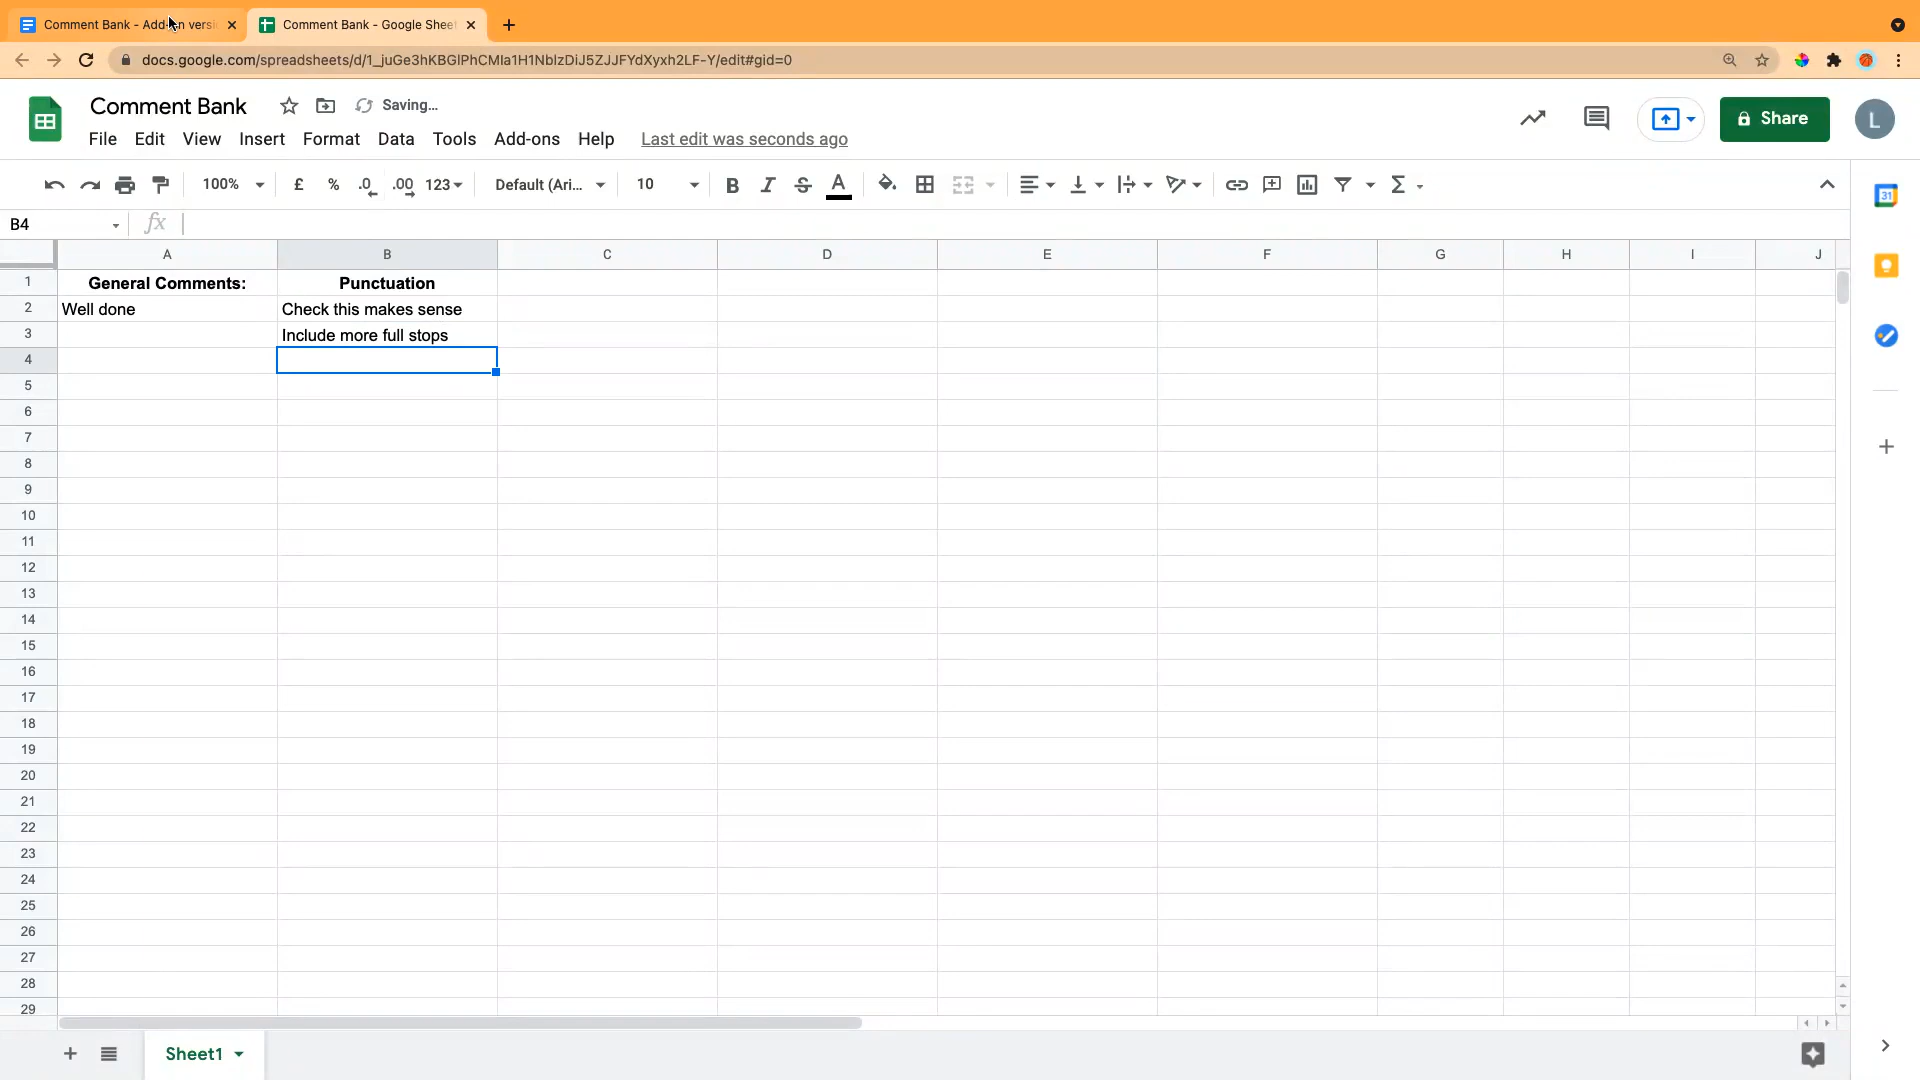 Comment Bank - Add-on versi
Comment Bank - Google Sheet
docs.google.com/spreadsheets/d/1_juGe3hKBGlPhCMIa1H1NblzDiJ5ZJJFYdXyxh2LF-Y/edit#gid=0
Comment Bank
Saving...
File Edit View Insert Format Data Tools Add-ons Help Last edit was seconds ago
Share
L
100% £ % .0 .00 123 Default (Ari... 10 B I S A Σ
31
B4 fx
A B C D E F G H I J
1 General Comments: Punctuation
2 Well done Check this makes sense
3 Include more full stops
4
5
6
7
8
9
10
11
12
13
14
15
16
17
18
19
20
21
22
23
24
25
26
27
28
29
Sheet1